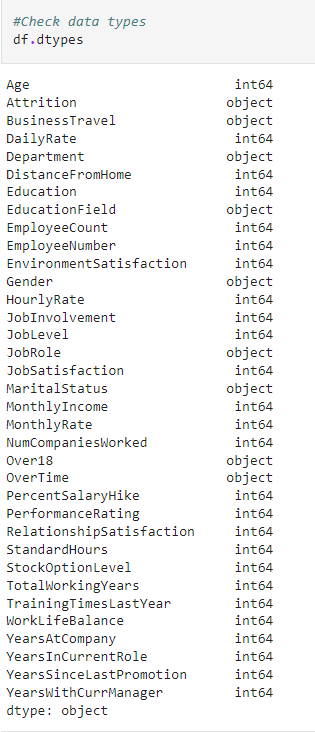 #Check data types
df.dtypes
Age                          int64
Attrition                   object
BusinessTravel              object
DailyRate                    int64
Department                  object
DistanceFromHome             int64
Education                    int64
EducationField              object
EmployeeCount                int64
EmployeeNumber               int64
EnvironmentSatisfaction      int64
Gender                      object
HourlyRate                   int64
JobInvolvement               int64
JobLevel                     int64
JobRole                     object
JobSatisfaction              int64
MaritalStatus               object
MonthlyIncome                int64
MonthlyRate                  int64
NumCompaniesWorked           int64
Over18                      object
OverTime                    object
PercentSalaryHike            int64
PerformanceRating            int64
RelationshipSatisfaction     int64
StandardHours                int64
StockOptionLevel             int64
TotalWorkingYears            int64
TrainingTimesLastYear        int64
WorkLifeBalance              int64
YearsAtCompany               int64
YearsInCurrentRole           int64
YearsSinceLastPromotion      int64
YearsWithCurrManager         int64
dtype: object